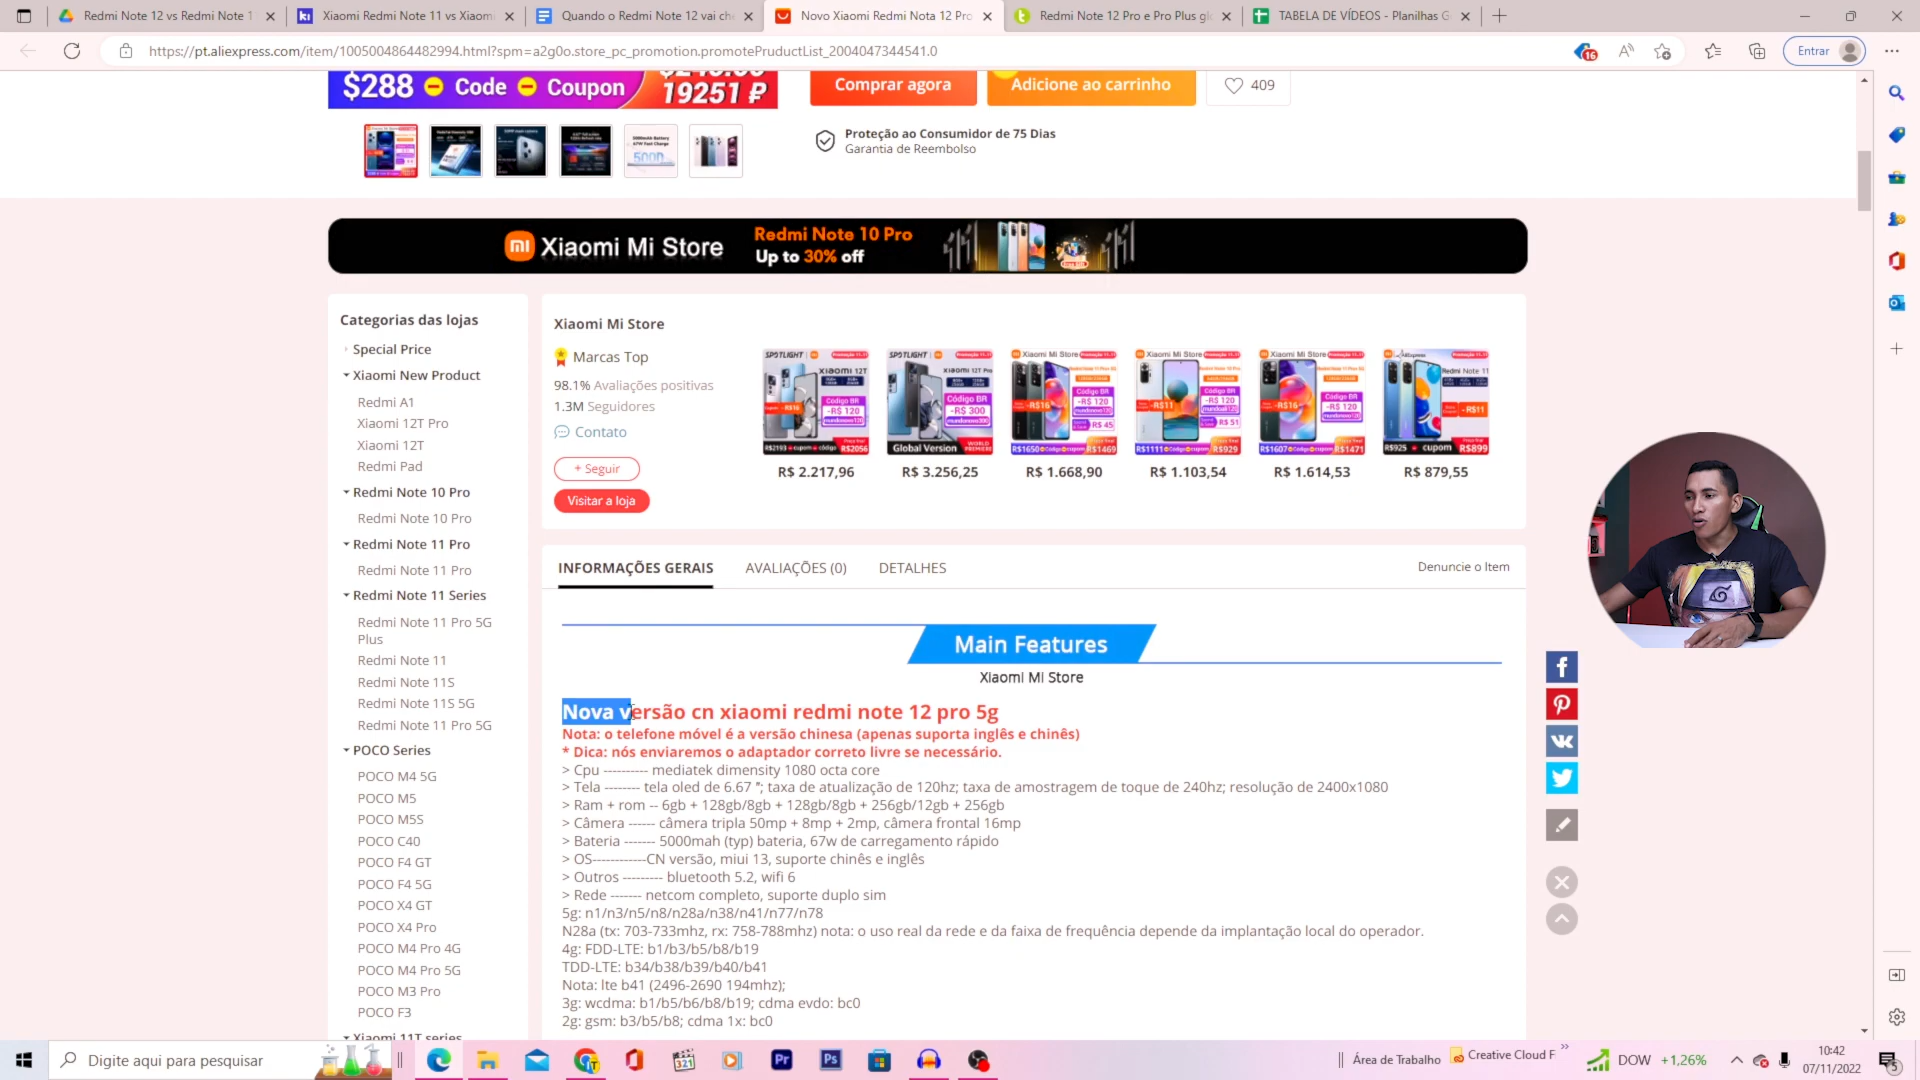 Redmi Note 12 vs Redmi Note 1
Xiaomi Redmi Note 11 vs Xiaom
Quando o Redmi Note 12 vai che
Novo Xiaomi Redmi Nota 12 Pro
Redmi Note 12 Pro e Pro Plus gl
TABELA DE VÍDEOS - Planilhas G
https://pt.aliexpress.com/item/1005004864482994.html?spm=a2g0o.store_pc_promotion.promotePruductList_2004047344541.0
16
Entrar
$288 Code Coupon
19251 ₽
Comprar agora
Adicione ao carrinho
409
Proteção ao Consumidor de 75 Dias
Garantia de Reembolso
Xiaomi Mi Store
Redmi Note 10 Pro
Up to 30% off
Categorias das lojas
Special Price
Xiaomi New Product
Redmi A1
Xiaomi 12T Pro
Xiaomi 12T
Redmi Pad
Redmi Note 10 Pro
Redmi Note 10 Pro
Redmi Note 11 Pro
Redmi Note 11 Pro
Redmi Note 11 Series
Redmi Note 11 Pro 5G
Plus
Redmi Note 11
Redmi Note 11S
Redmi Note 11S 5G
Redmi Note 11 Pro 5G
POCO Series
POCO M4 5G
POCO M5
POCO M5S
POCO C40
POCO F4 GT
POCO F4 5G
POCO X4 GT
POCO X4 Pro
POCO M4 Pro 4G
POCO M4 Pro 5G
POCO M3 Pro
POCO F3
Xiaomi 11T series
Xiaomi Mi Store
Marcas Top
98.1% Avaliações positivas
1.3M Seguidores
Contato
+ Seguir
Visitar a loja
R$ 2.217,96
R$ 3.256,25
R$ 1.668,90
R$ 1.103,54
R$ 1.614,53
R$ 879,55
INFORMAÇÕES GERAIS
AVALIAÇÕES (0)
DETALHES
Denuncie o Item
Main Features
Xiaomi Mi Store
Nova versão cn xiaomi redmi note 12 pro 5g
Nota: o telefone móvel é a versão chinesa (apenas suporta inglês e chinês)
* Dica: nós enviaremos o adaptador correto livre se necessário.
> Cpu ---------- mediatek dimensity 1080 octa core
> Tela -------- tela oled de 6.67 "; taxa de atualização de 120hz; taxa de amostragem de toque de 240hz; resolução de 2400x1080
> Ram + rom -- 6gb + 128gb/8gb + 128gb/8gb + 256gb/12gb + 256gb
> Câmera ------ câmera tripla 50mp + 8mp + 2mp, câmera frontal 16mp
> Bateria ------- 5000mah (typ) bateria, 67w de carregamento rápido
> OS------------CN versão, miui 13, suporte chinês e inglês
> Outros --------- bluetooth 5.2, wifi 6
> Rede ------- netcom completo, suporte duplo sim
5g: n1/n3/n5/n8/n28a/n38/n41/n77/n78
N28a (tx: 703-733mhz, rx: 758-788mhz) nota: o uso real da rede e da faixa de frequência depende da implantação local do operador.
4g: FDD-LTE: b1/b3/b5/b8/b19
TDD-LTE: b34/b38/b39/b40/b41
Nota: lte b41 (2496-2690 194mhz);
3g: wcdma: b1/b5/b6/b8/b19; cdma evdo: bc0
2g: gsm: b3/b5/b8; cdma 1x: bc0
Digite aqui para pesquisar
Área de Trabalho
Creative Cloud F
DOW +1,26%
10:42
07/11/2022
5